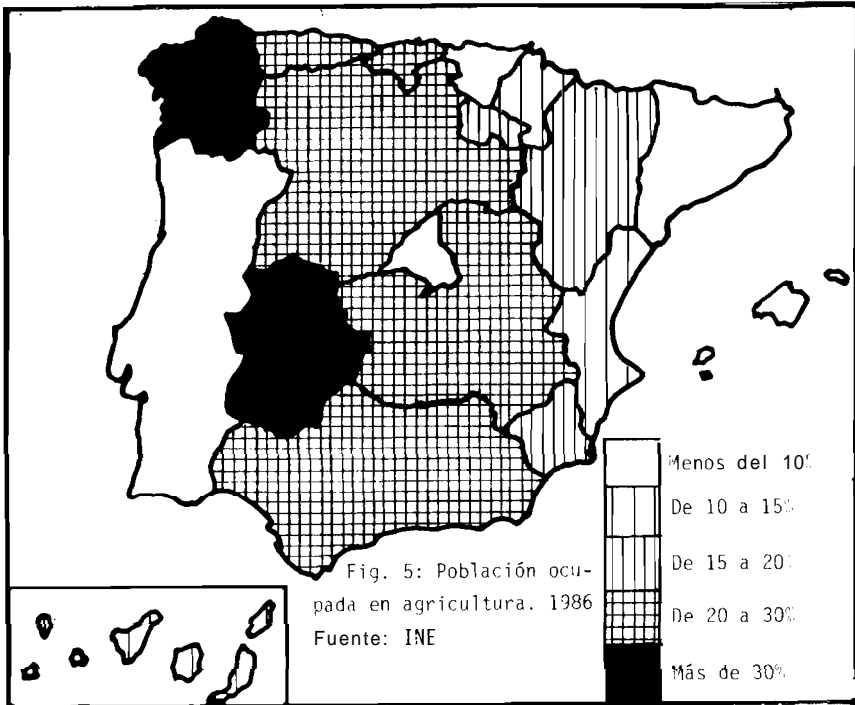 Fig. 5: Población ocu-
pada en agricultura. 1986
Fuente: INE
Menos del 10%
De 10 a 15%
De 15 a 20%
De 20 a 30%
Más de 30%